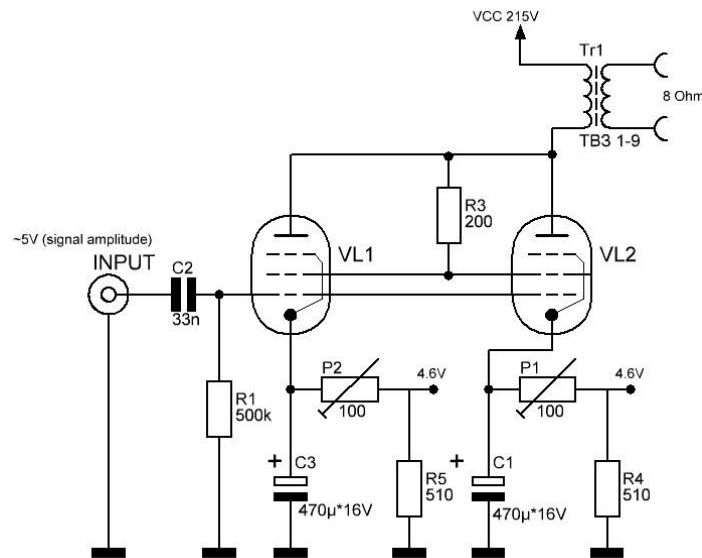 VCC 215V
Tr1
8 Ohm
TB3 1-9
R3
200
~5V (signal amplitude)
INPUT
C2
33n
VL1
VL2
R1
500k
P2
100
4.6V
P1
100
4.6V
+
C3
470µ*16V
R5
510
+
C1
470µ*16V
R4
510